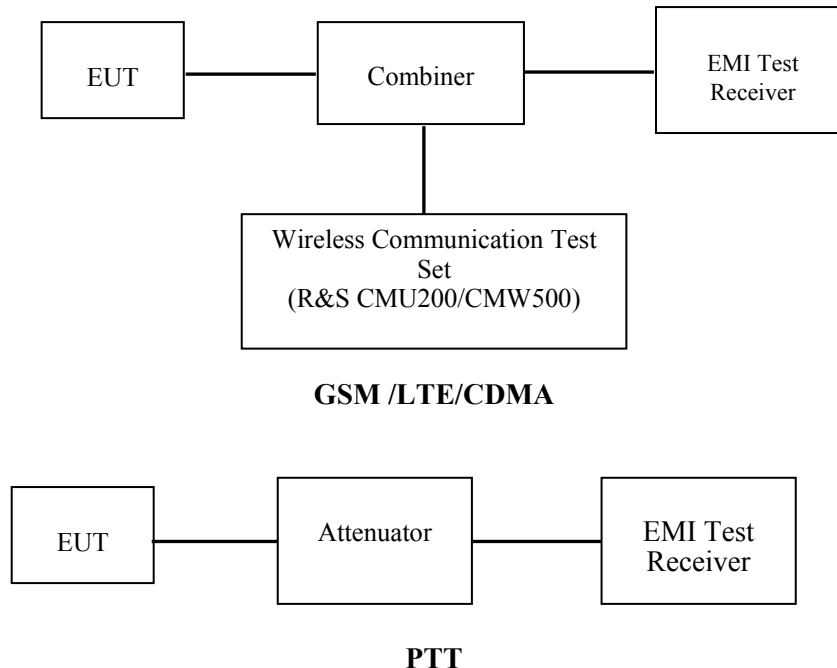 EUT
Combiner
EMI Test
Receiver
Wireless Communication Test
Set
(R&S CMU200/CMW500)
GSM /LTE/CDMA
EUT
Attenuator
EMI Test
Receiver
PTT